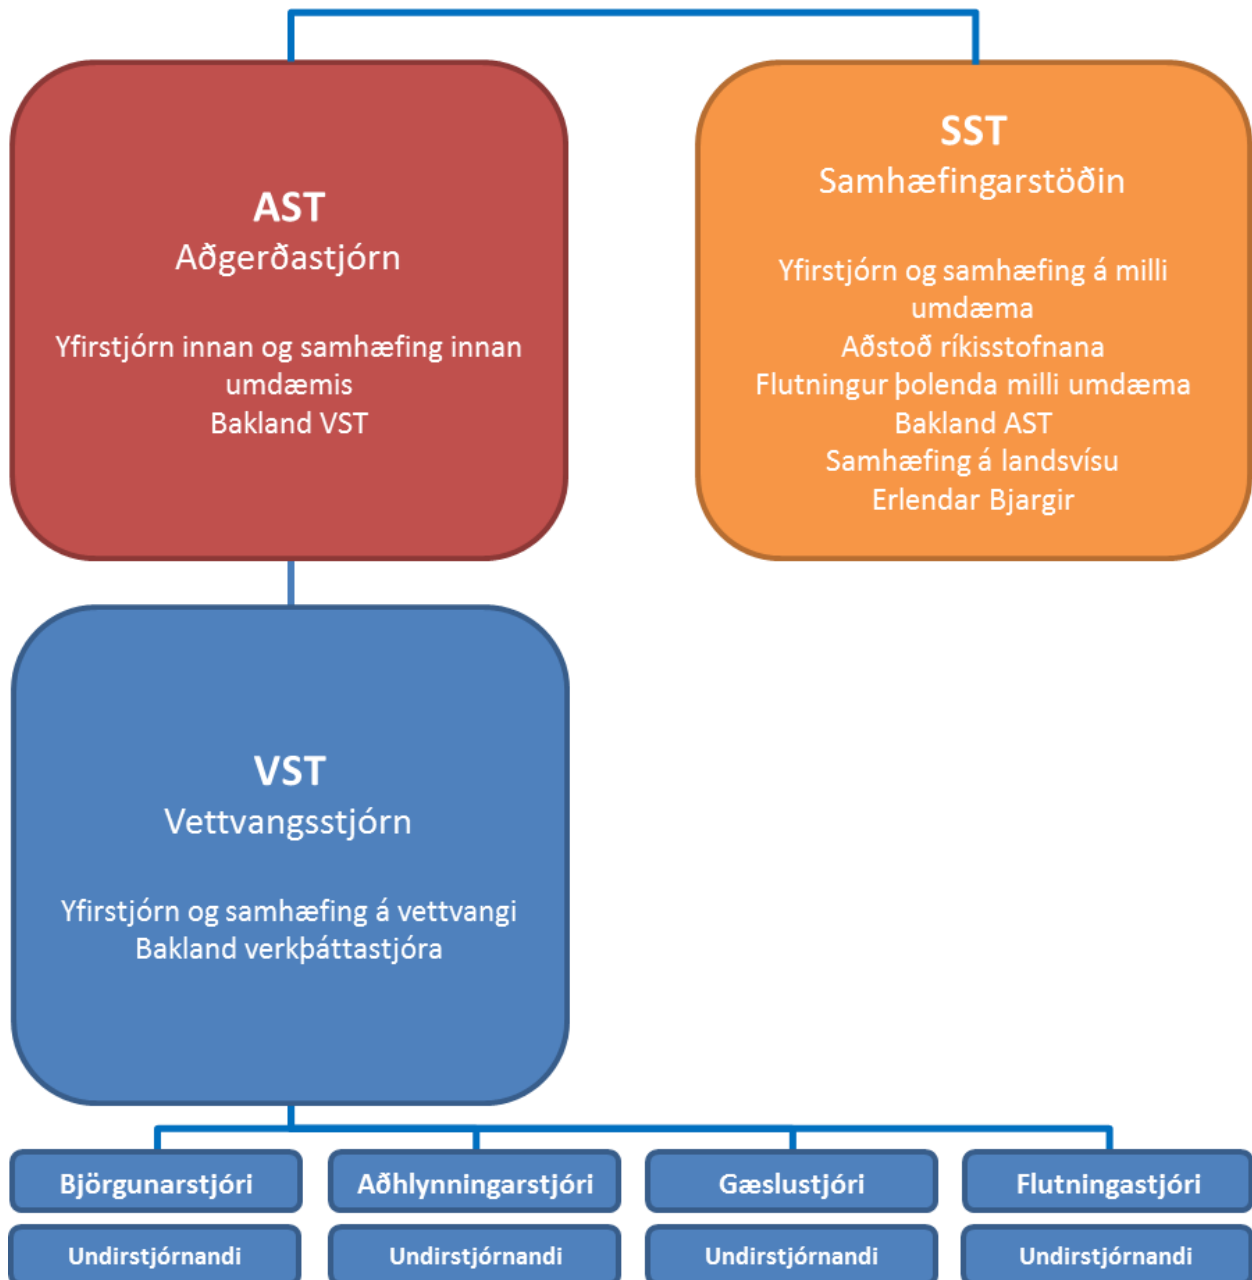 AST
Aðgerðastjórn
Yfirstjórn innan og samhæfing innan
umdæmis
Bakland VST
SST
Samhæfingarstöðin
Yfirstjórn og samhæfing á milli
umdæma
Aðstoð ríkisstofnana
Flutningur þolenda milli umdæma
Bakland AST
Samhæfing á landsvísu
Erlendar Bjargir
VST
Vettvangsstjórn
Yfirstjórn og samhæfing á vettvangi
Bakland verkþáttastjóra
Björgunarstjóri
Aðhlynningarstjóri
Gæslustjóri
Flutningastjóri
Undirstjórnandi
Undirstjórnandi
Undirstjórnandi
Undirstjórnandi